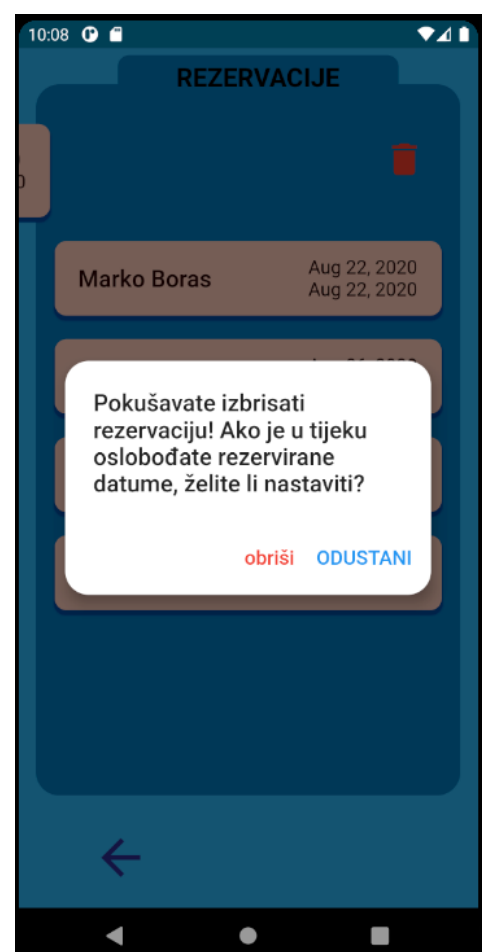 10:08
REZERVACIJE
Marko Boras
Aug 22, 2020
Aug 22, 2020
Pokušavate izbrisati
rezervaciju! Ako je u tijeku
oslobođate rezervirane
datume, želite li nastaviti?
obriši ODUSTANI